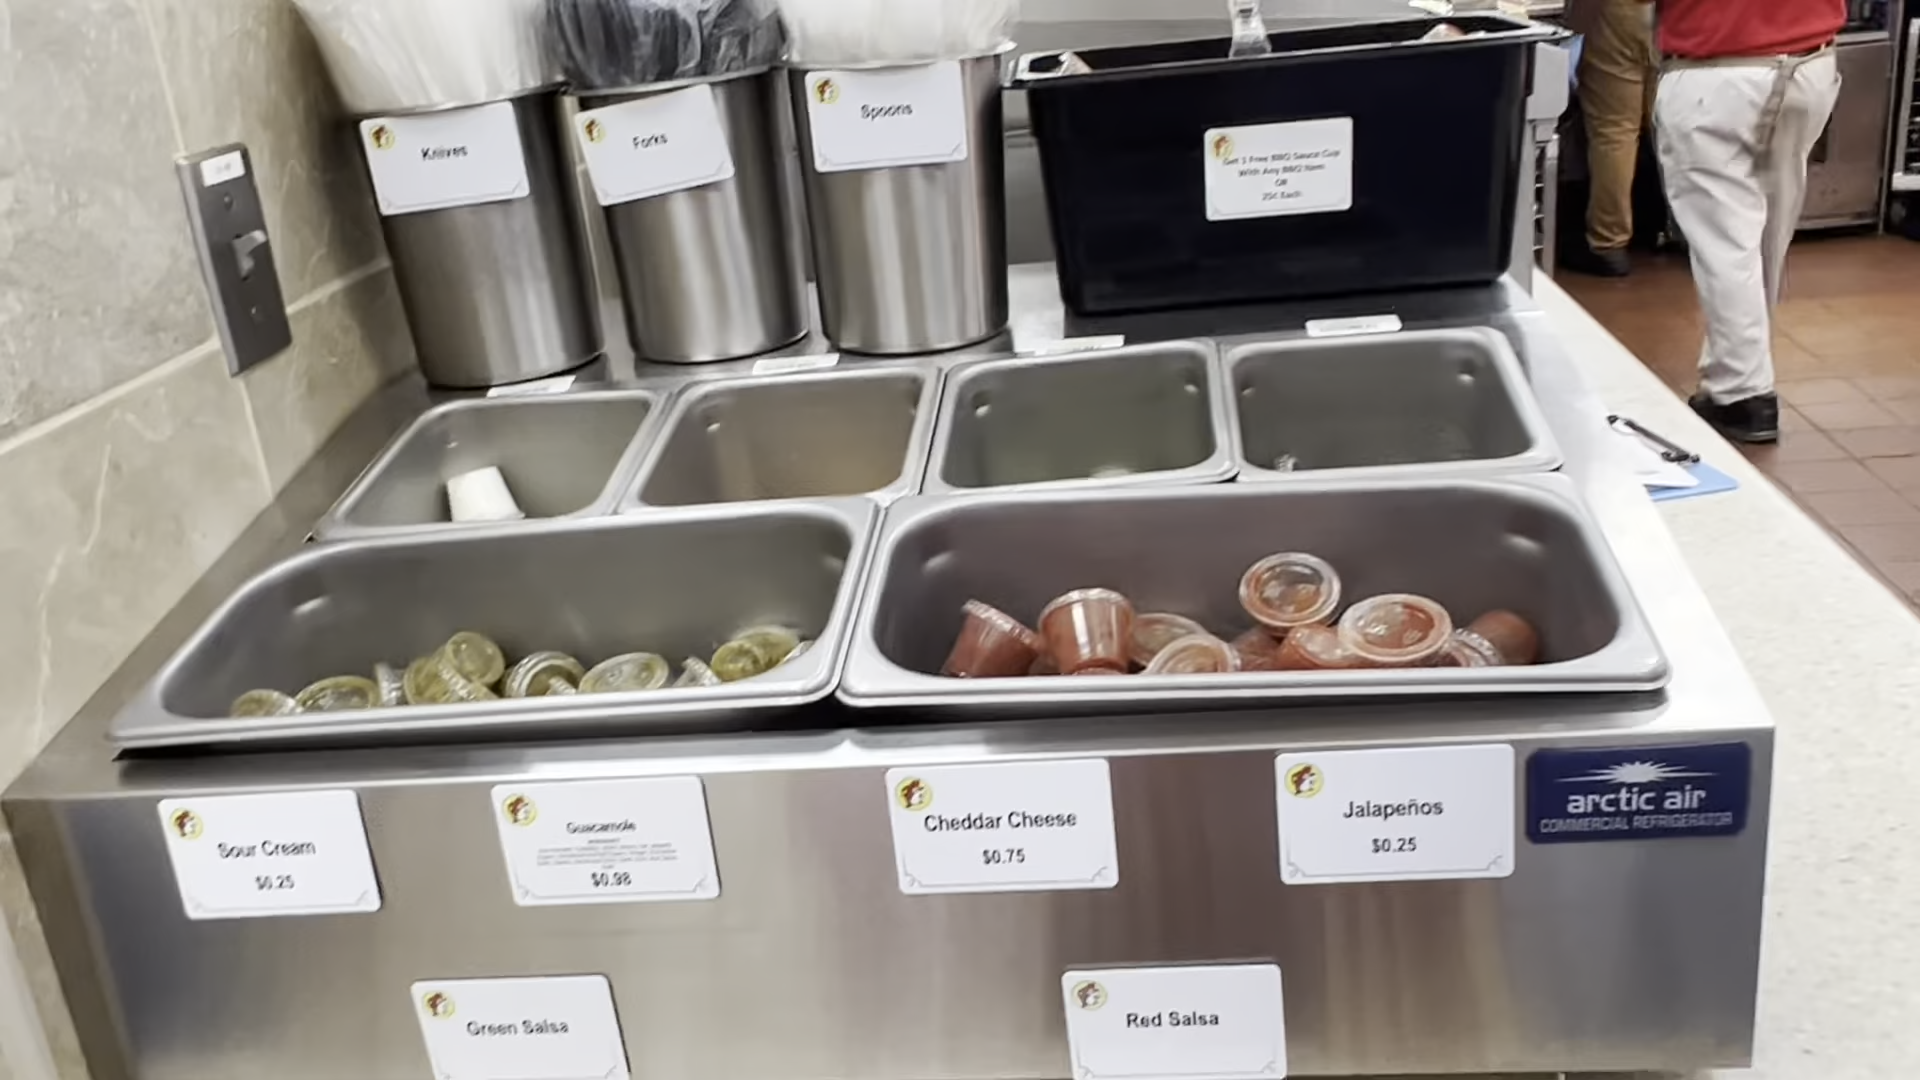 Knives
Forks
Spoons
Get 1 Free BBQ Sauce Cup
With Any BBQ Item
OR
25¢ Each
Sour Cream
$0.25
Guacamole
$0.98
Cheddar Cheese
$0.75
Jalapeños
$0.25
arctic air
COMMERCIAL REFRIGERATOR
Green Salsa
Red Salsa